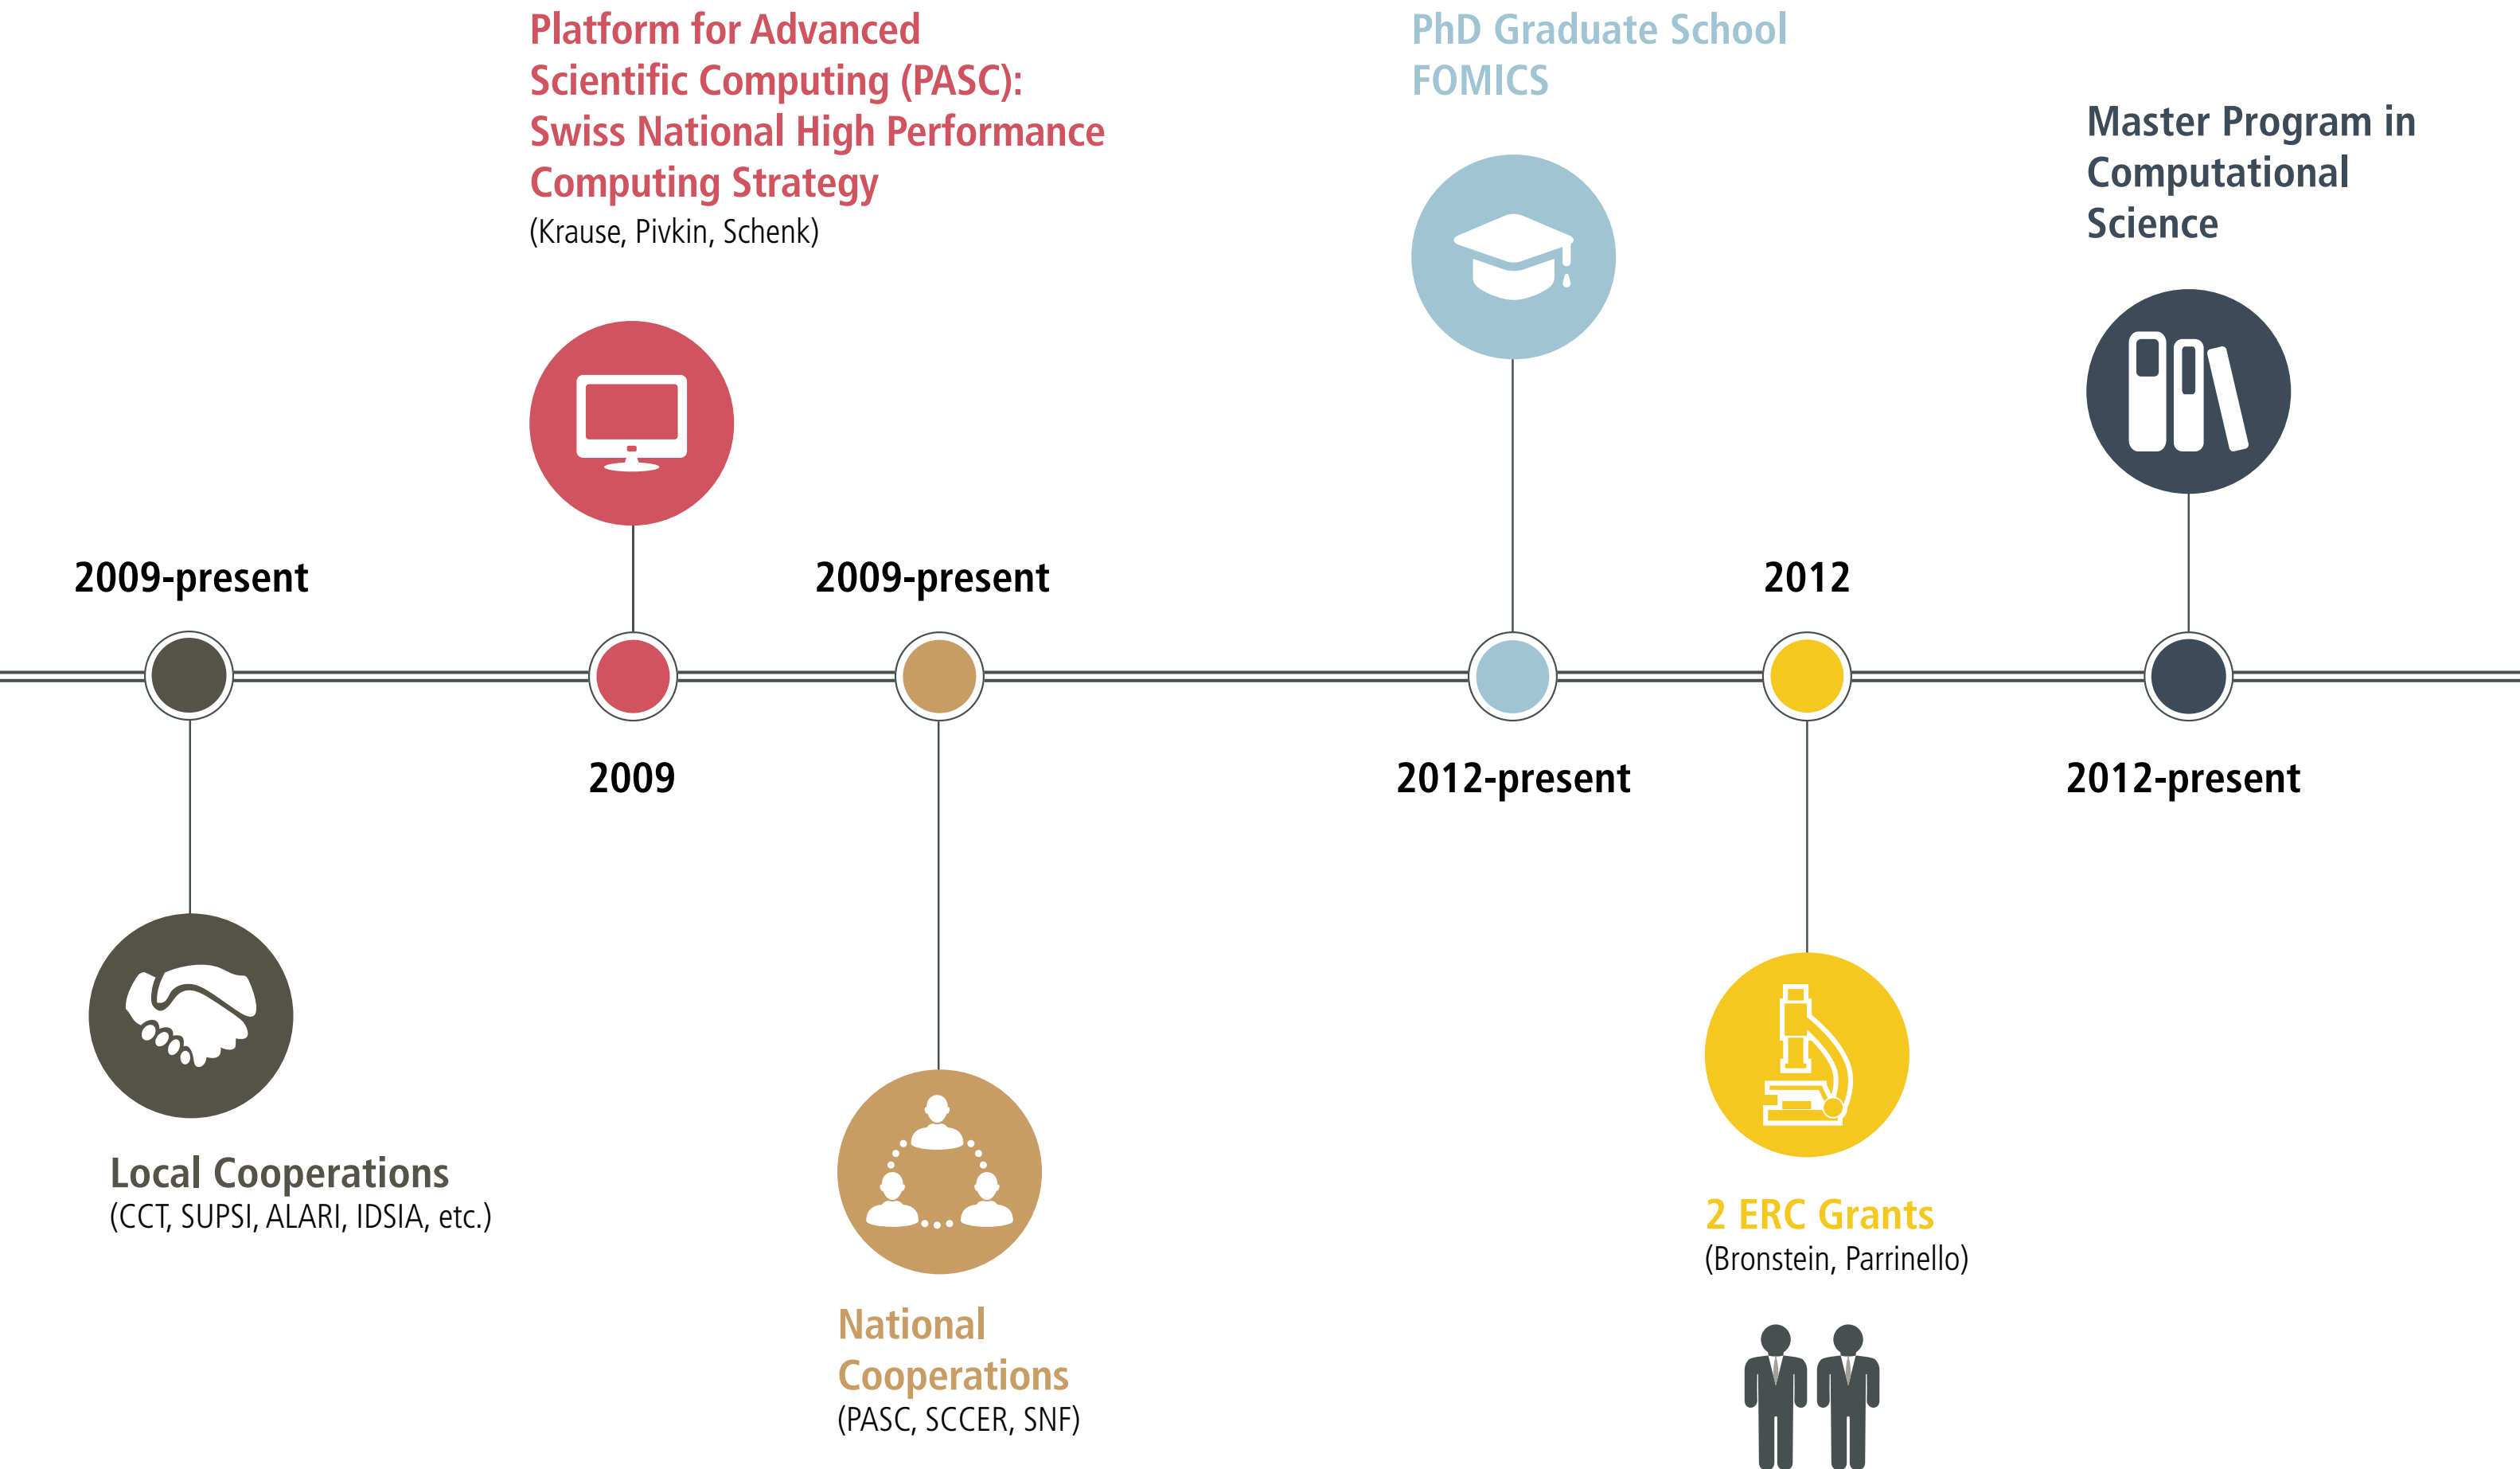 Platform for Advanced
Scientific Computing (PASC):
Swiss National High Performance
Computing Strategy
(Krause, Pivkin, Schenk)
PhD Graduate School
FOMICS
Master Program in
Computational
Science
2009-present
2009-present
2012
2009
2012-present
2012-present
Local Cooperations
(CCT, SUPSI, ALARI, IDSIA, etc.)
National
Cooperations
(PASC, SCCER, SNF)
2 ERC Grants
(Bronstein, Parrinello)